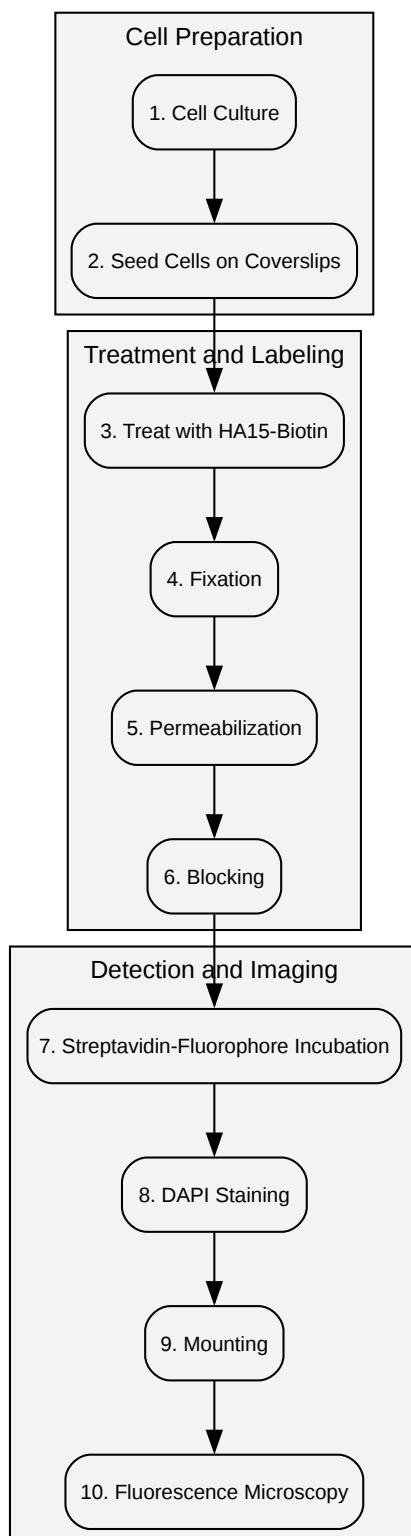 Cell Preparation
1. Cell Culture
2. Seed Cells on Coverslips
Treatment and Labeling
3. Treat with HA15-Biotin
4. Fixation
5. Permeabilization
6. Blocking
Detection and Imaging
7. Streptavidin-Fluorophore Incubation
8. DAPI Staining
9. Mounting
10. Fluorescence Microscopy